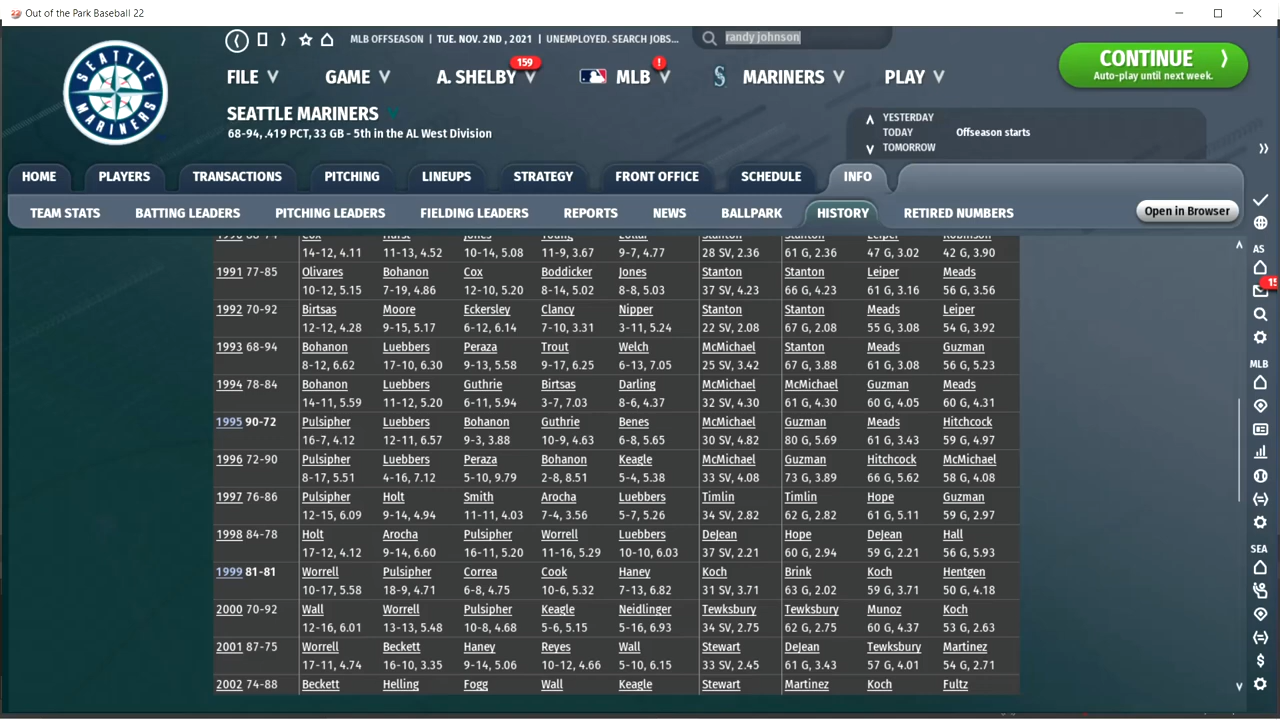 Out of the Park Baseball 22
MLB OFFSEASON | TUE. NOV. 2ND , 2021 | UNEMPLOYED. SEARCH JOBS...
randy johnson
FILE GAME A. SHELBY 159 MLB ! MARINERS PLAY
CONTINUE
Auto-play until next week.
SEATTLE MARINERS
SEATTLE MARINERS
68-94, .419 PCT, 33 GB - 5th in the AL West Division
YESTERDAY
TODAY Offseason starts
TOMORROW
HOME PLAYERS TRANSACTIONS PITCHING LINEUPS STRATEGY FRONT OFFICE SCHEDULE INFO
TEAM STATS BATTING LEADERS PITCHING LEADERS FIELDING LEADERS REPORTS NEWS BALLPARK HISTORY RETIRED NUMBERS Open in Browser
14-12, 4.11 11-13, 4.52 10-14, 5.08 11-9, 3.67 9-7, 4.77 28 SV, 2.36 61 G, 2.36 47 G, 3.02 42 G, 3.90
1991 77-85 Olivares Bohanon Cox Boddicker Jones Stanton Stanton Leiper Meads
10-12, 5.15 7-19, 4.86 12-10, 5.20 8-14, 5.02 8-8, 5.03 37 SV, 4.23 66 G, 4.23 61 G, 3.16 56 G, 3.56
1992 70-92 Birtsas Moore Eckersley Clancy Nipper Stanton Stanton Meads Leiper
12-12, 4.28 9-15, 5.17 6-12, 6.14 7-10, 3.31 3-11, 5.24 22 SV, 2.08 67 G, 2.08 55 G, 3.08 54 G, 3.92
1993 68-94 Bohanon Luebbers Peraza Trout Welch McMichael Stanton Meads Guzman
8-12, 6.62 17-10, 6.30 9-13, 5.58 9-17, 6.25 6-13, 7.05 25 SV, 3.42 67 G, 3.88 61 G, 3.08 56 G, 5.23
1994 78-84 Bohanon Luebbers Guthrie Birtsas Darling McMichael McMichael Guzman Meads
14-11, 5.59 11-12, 5.20 6-11, 5.94 3-7, 7.03 8-6, 4.37 32 SV, 4.30 61 G, 4.30 60 G, 4.05 60 G, 4.31
1995 90-72 Pulsipher Luebbers Bohanon Guthrie Benes McMichael Guzman Meads Hitchcock
16-7, 4.12 12-11, 6.57 9-3, 3.88 10-9, 4.63 6-8, 5.65 30 SV, 4.82 80 G, 5.69 61 G, 3.43 59 G, 4.97
1996 72-90 Pulsipher Luebbers Peraza Bohanon Keagle McMichael Guzman Hitchcock McMichael
8-17, 5.51 4-16, 7.12 5-10, 9.79 2-8, 8.51 5-4, 5.38 33 SV, 4.08 73 G, 3.89 66 G, 5.62 58 G, 4.08
1997 76-86 Pulsipher Holt Smith Arocha Luebbers Timlin Timlin Hope Guzman
12-15, 6.09 9-14, 4.94 11-11, 4.03 7-4, 3.56 5-7, 5.26 34 SV, 2.82 62 G, 2.82 61 G, 5.11 59 G, 2.97
1998 84-78 Holt Arocha Pulsipher Worrell Luebbers DeJean Hope DeJean Hall
17-12, 4.12 9-14, 6.60 16-11, 5.20 11-16, 5.29 10-10, 6.03 37 SV, 2.21 60 G, 2.94 59 G, 2.21 56 G, 5.93
1999 81-81 Worrell Pulsipher Correa Cook Haney Koch Brink Koch Hentgen
10-17, 5.58 18-9, 4.71 6-8, 4.75 10-6, 5.32 7-13, 6.82 31 SV, 3.71 63 G, 2.02 59 G, 3.71 50 G, 4.18
2000 70-92 Wall Worrell Pulsipher Keagle Neidlinger Tewksbury Tewksbury Munoz Koch
12-16, 6.01 13-13, 5.48 10-8, 4.68 5-6, 5.15 5-16, 6.93 34 SV, 2.75 62 G, 2.75 60 G, 4.37 53 G, 2.63
2001 87-75 Worrell Beckett Haney Reyes Wall Stewart DeJean Tewksbury Martinez
17-11, 4.74 16-10, 3.35 9-14, 5.06 10-12, 4.66 5-10, 6.15 33 SV, 2.45 61 G, 3.43 57 G, 4.01 54 G, 2.71
2002 74-88 Beckett Helling Fogg Wall Keagle Stewart Martinez Koch Fultz
AS
15
MLB
SEA